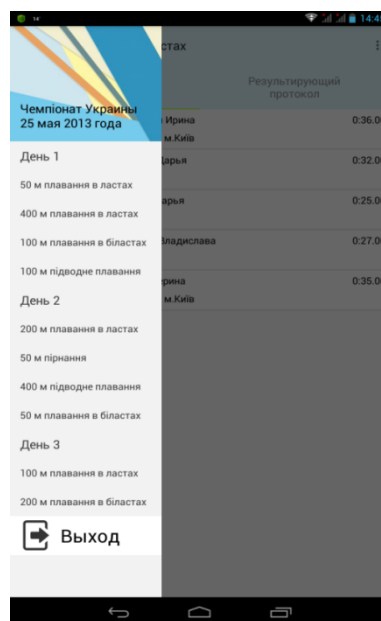 14°
14:4
стах
Результирующий
протокол
Чемпіонат Украины
25 мая 2013 года
Ирина
0:36.0
м.Київ
День 1
Дарья
0:32.0
50 м плавання в ластах
арья
0:25.0
400 м плавання в ластах
100 м плавання в біластах
Владислава
0:27.0
100 м підводне плавання
ерина
0:35.0
День 2
м.Київ
200 м плавання в ластах
50 м пірнання
400 м підводне плавання
50 м плавання в біластах
День 3
100 м плавання в ластах
200 м плавання в біластах
Выход